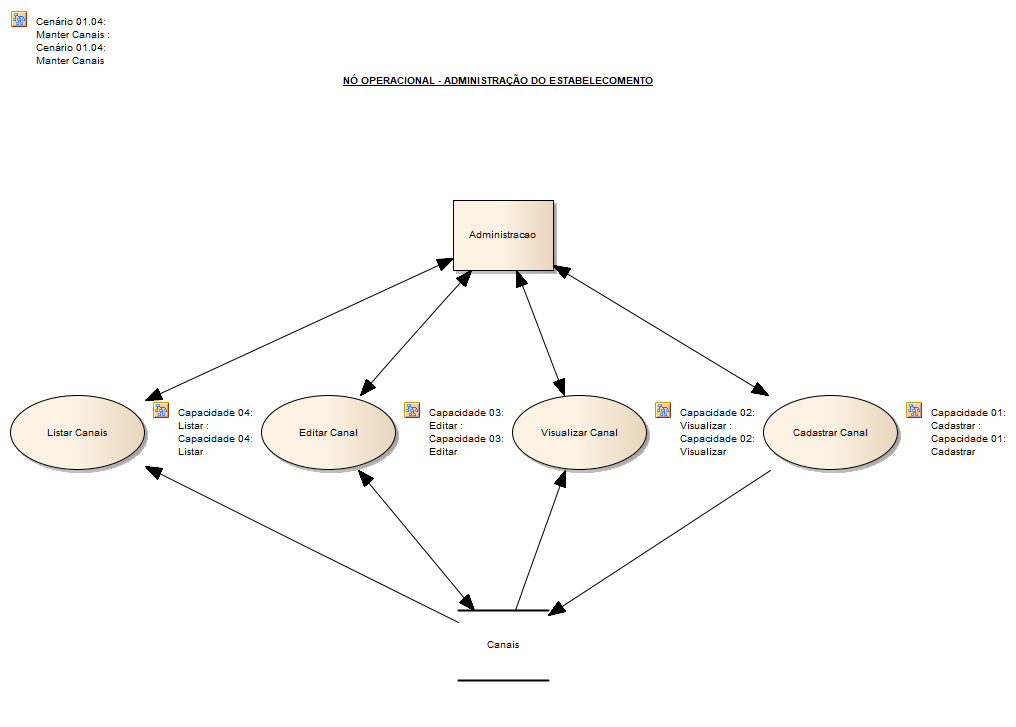 Cenário 01.04:
Manter Canais :
Cenário 01.04:
Manter Canais
NÓ OPERACIONAL - ADMINISTRAÇÃO DO ESTABELECOMENTO
Administracao
Listar Canais
Capacidade 04:
Listar :
Capacidade 04:
Listar
Editar Canal
Capacidade 03:
Editar :
Capacidade 03:
Editar
Visualizar Canal
Capacidade 02:
Visualizar :
Capacidade 02:
Visualizar
Cadastrar Canal
Capacidade 01:
Cadastrar :
Capacidade 01:
Cadastrar
Canais